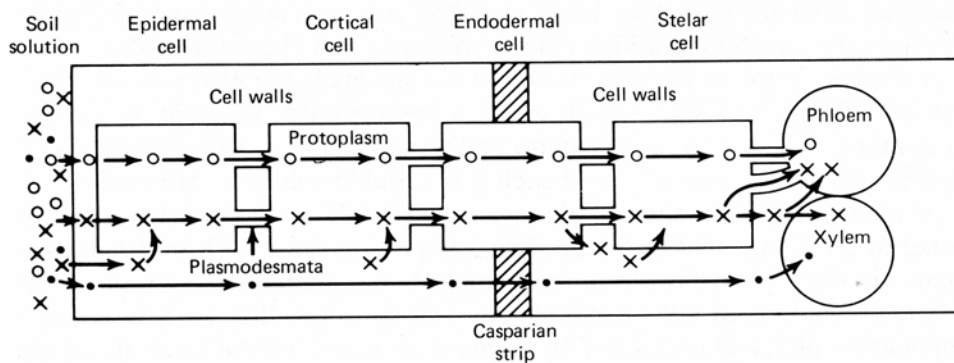 Soil
solution
Epidermal
cell
Cortical
cell
Endodermal
cell
Stelar
cell
Cell walls
Cell walls
Protoplasm
Phloem
Plasmodesmata
Xylem
Casparian
strip